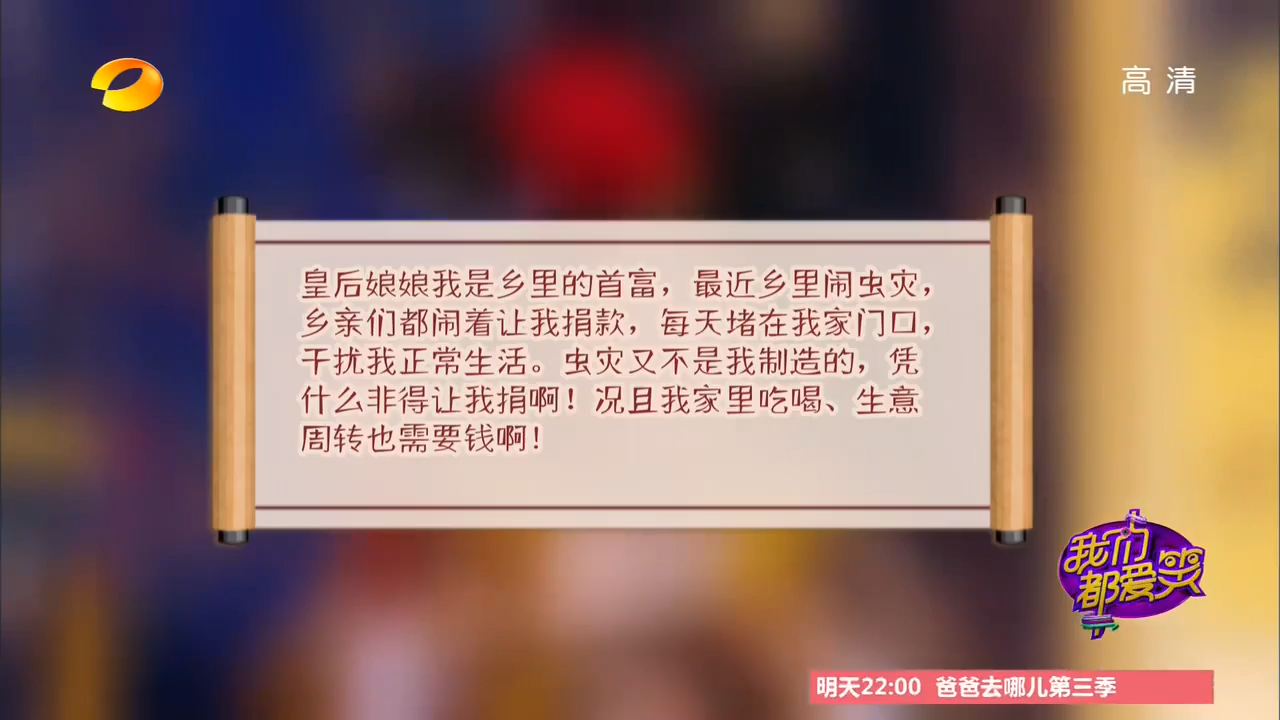 高清
皇后娘娘我是乡里的首富，最近乡里闹虫灾，
乡亲们都闹着让我捐款，每天堵在我家门口，
干扰我正常生活。虫灾又不是我制造的，凭
什么非得让我捐啊！况且我家里吃喝、生意
周转也需要钱啊！
我们
都爱笑
明天22:00 爸爸去哪儿第三季